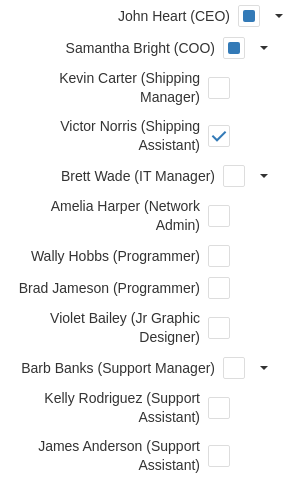 John Heart (CEO)
Samantha Bright (COO)
Kevin Carter (Shipping
Manager)
Victor Norris (Shipping
Assistant)
Brett Wade (IT Manager)
Amelia Harper (Network
Admin)
Wally Hobbs (Programmer)
Brad Jameson (Programmer)
Violet Bailey (Jr Graphic
Designer)
Barb Banks (Support Manager)
Kelly Rodriguez (Support
Assistant)
James Anderson (Support
Assistant)